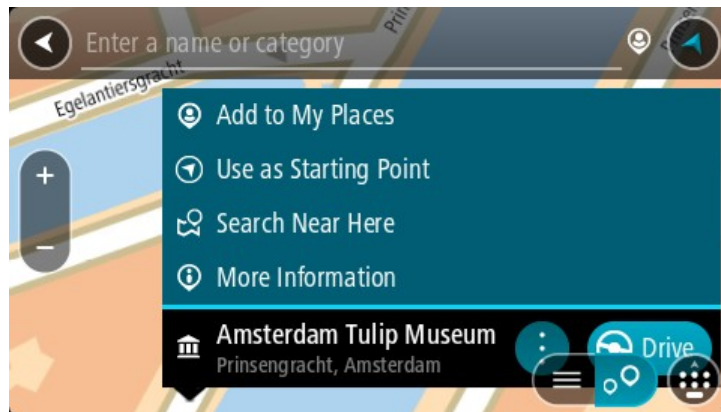 Enter a name or category
Egelantiersgracht
Add to My Places
Use as Starting Point
Search Near Here
More Information
Amsterdam Tulip Museum
Drive
Prinsengracht, Amsterdam